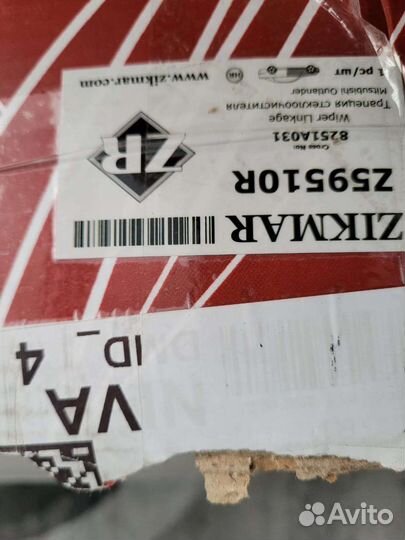 ZIKMAR
Z59510R
Cross No:
8251A031
Wiper Linkage
Трапеция стеклоочистителя
Mitsubishi Outlander
1 pc/шт
www.zikmar.com
ZR
VA
4
Avito